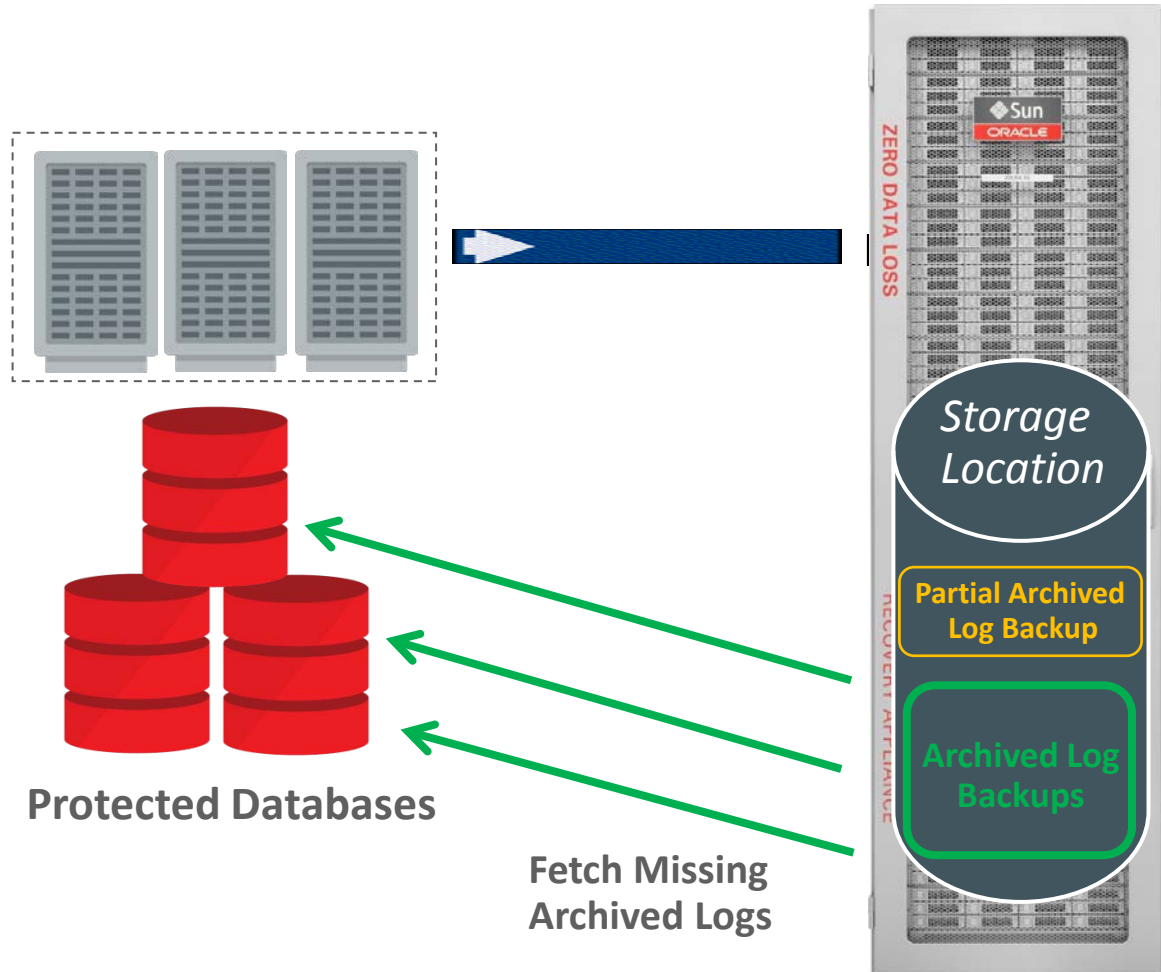 Sun
ORACLE
ZERO DATA LOSS
RECOVERY APPLIANCE
Storage
Location
Partial Archived
Log Backup
Archived Log
Backups
Protected Databases
Fetch Missing
Archived Logs